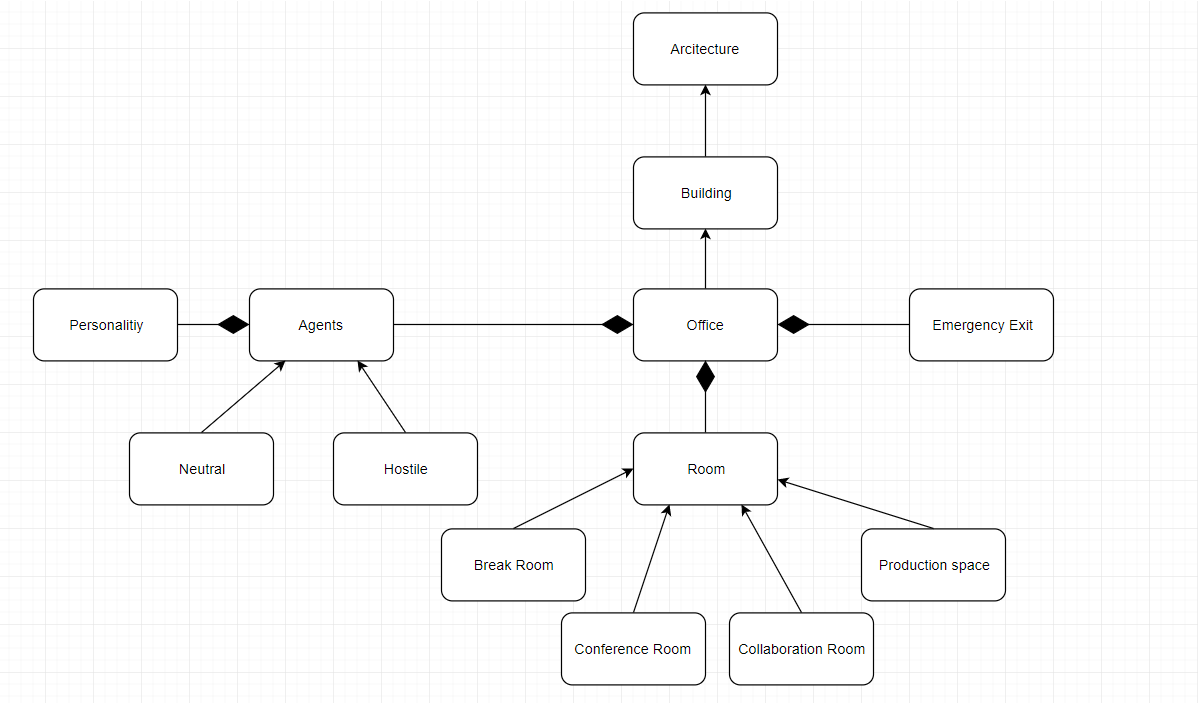 Arcitecture
Building
Personalitiy
Agents
Office
Emergency Exit
Neutral
Hostile
Room
Break Room
Production space
Conference Room
Collaboration Room